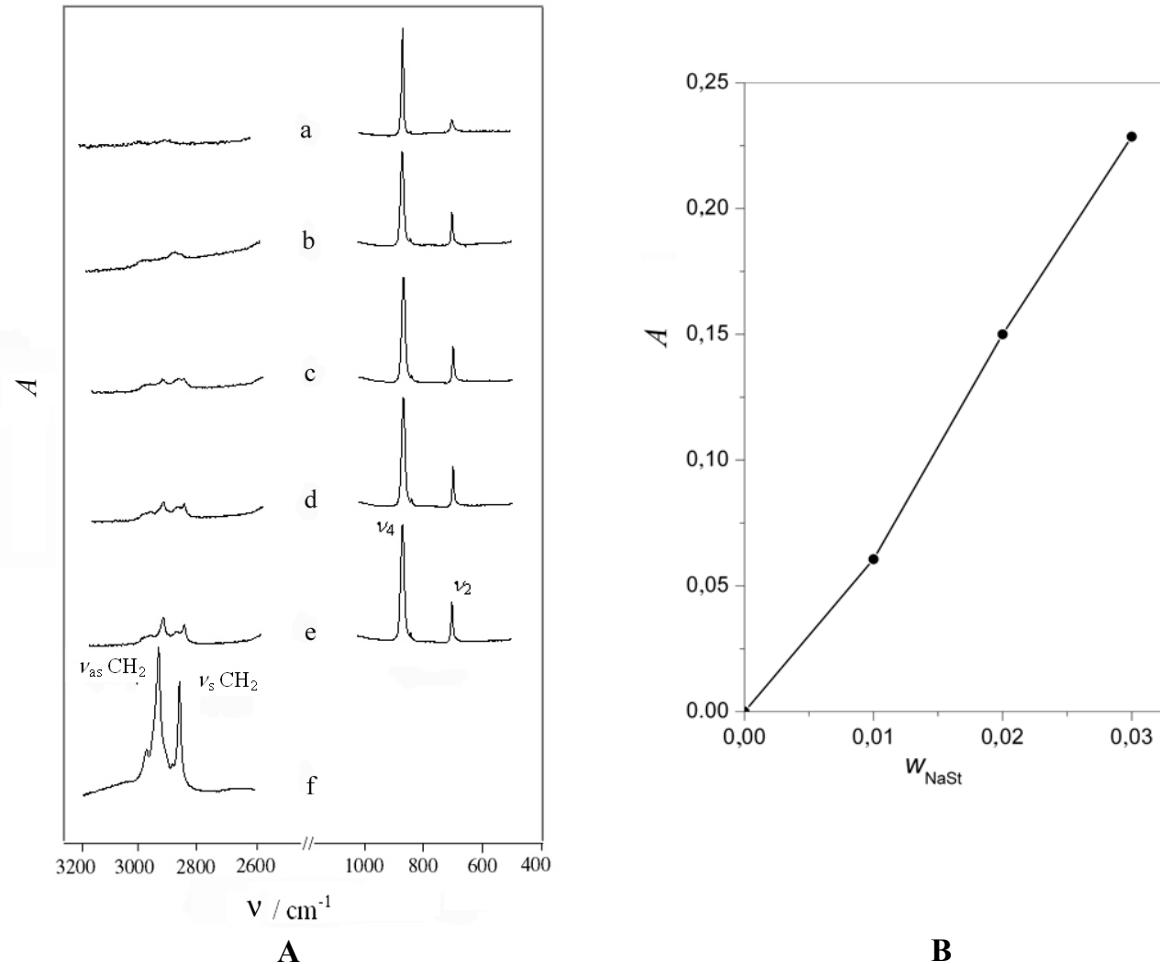 a
b
c
d
ν4
ν2
e
νas CH2
νs CH2
f
A
3200 3000 2800 2600 1000 800 600 400
ν / cm-1
A
0,25
0,20
0,15
0,10
0,05
0.00
A
0,00 0,01 0,02 0,03
wNaSt
B